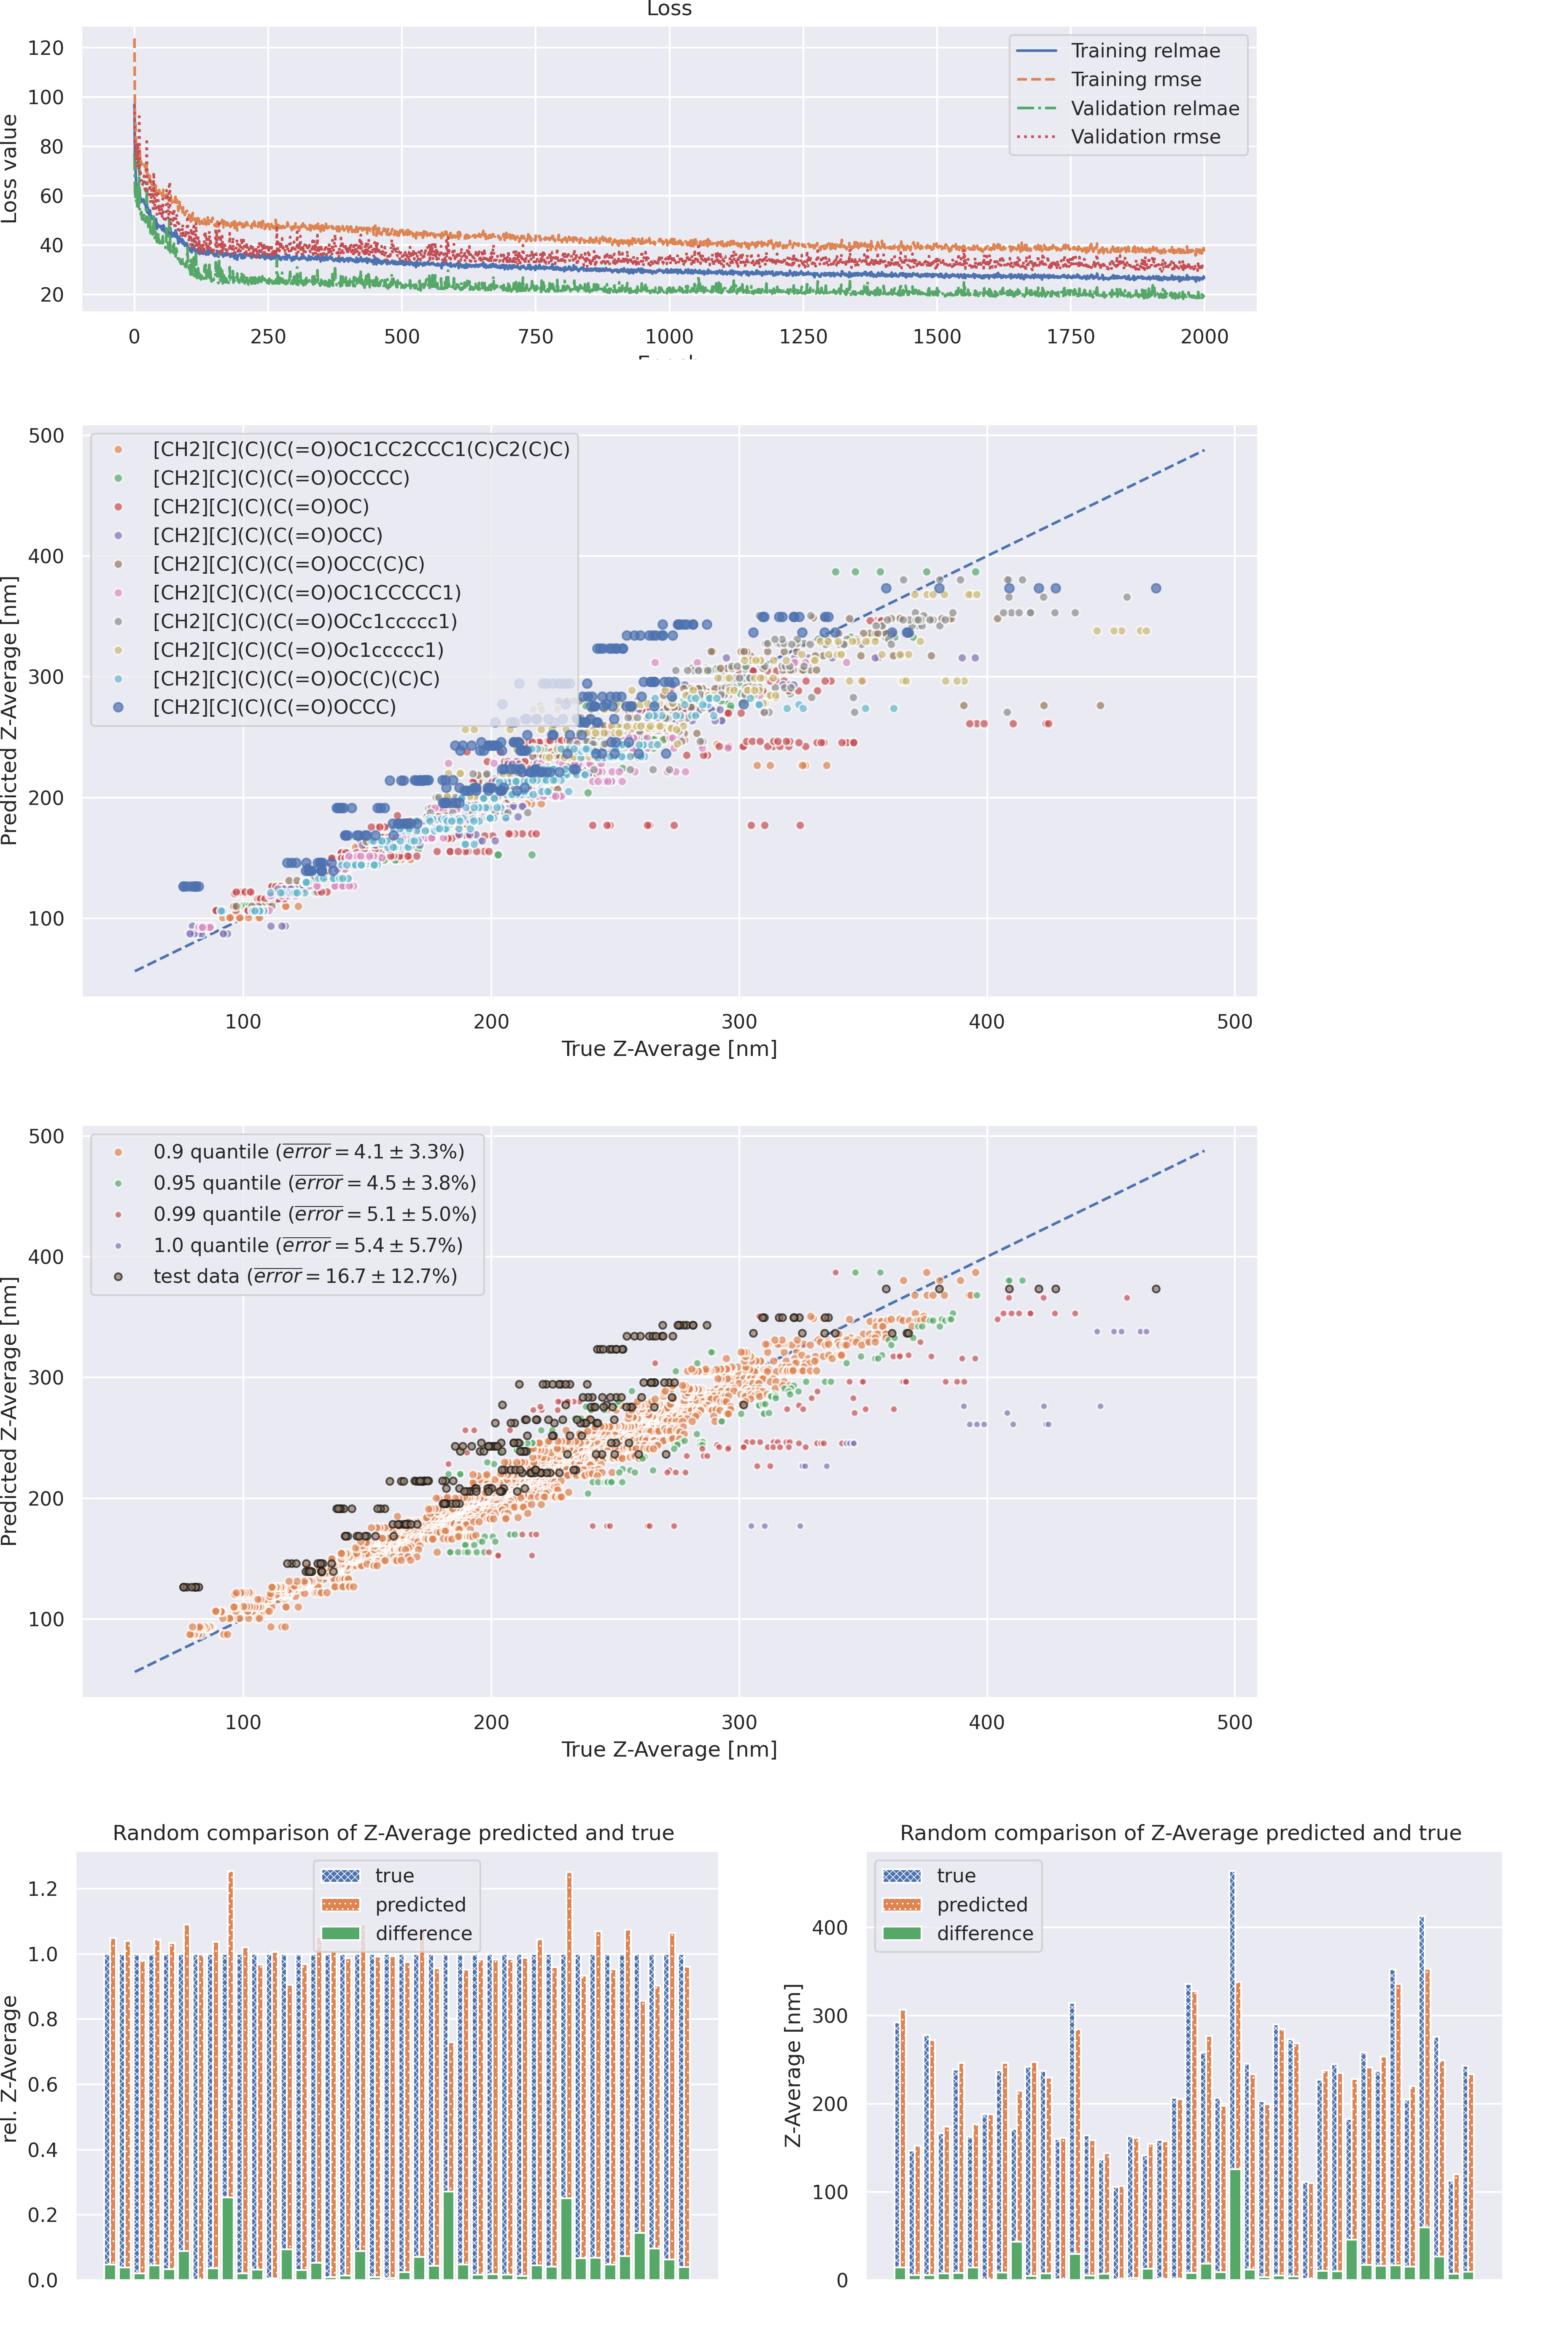 Loss
120
100
80
60
40
20
Loss value
Training relmae
Training rmse
Validation relmae
Validation rmse
0 250 500 750 1000 1250 1500 1750 2000
500
400
300
200
100
Predicted Z-Average [nm]
[CH2][C](C)(C(=O)OC1CC2CCC1(C)C2(C)C)
[CH2][C](C)(C(=O)OCCCC)
[CH2][C](C)(C(=O)OC)
[CH2][C](C)(C(=O)OCC)
[CH2][C](C)(C(=O)OCC(C)C)
[CH2][C](C)(C(=O)OC1CCCCC1)
[CH2][C](C)(C(=O)OCc1ccccc1)
[CH2][C](C)(C(=O)Oc1ccccc1)
[CH2][C](C)(C(=O)OC(C)(C)C)
[CH2][C](C)(C(=O)OCCC)
100 200 300 400 500
True Z-Average [nm]
500
400
300
200
100
Predicted Z-Average [nm]
0.9 quantile (error = 4.1 ± 3.3%)
0.95 quantile (error = 4.5 ± 3.8%)
0.99 quantile (error = 5.1 ± 5.0%)
1.0 quantile (error = 5.4 ± 5.7%)
test data (error = 16.7 ± 12.7%)
100 200 300 400 500
True Z-Average [nm]
Random comparison of Z-Average predicted and true
1.2
1.0
0.8
0.6
0.4
0.2
0.0
rel. Z-Average
true
predicted
difference
Random comparison of Z-Average predicted and true
400
300
200
100
0
Z-Average [nm]
true
predicted
difference